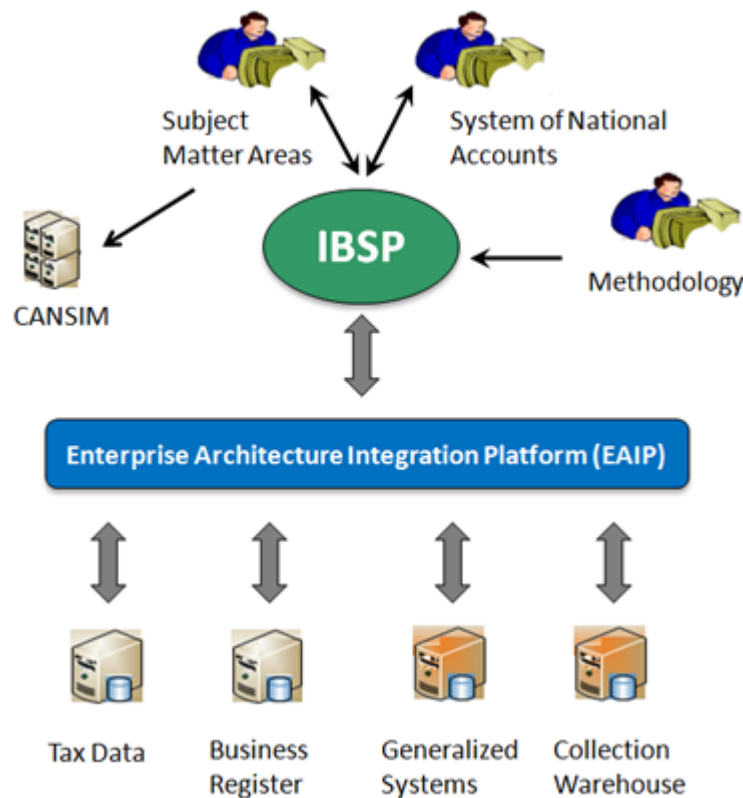 Subject
Matter Areas
System of National
Accounts
IBSP
Methodology
CANSIM
Enterprise Architecture Integration Platform (EAIP)
Tax Data
Business
Register
Generalized
Systems
Collection
Warehouse